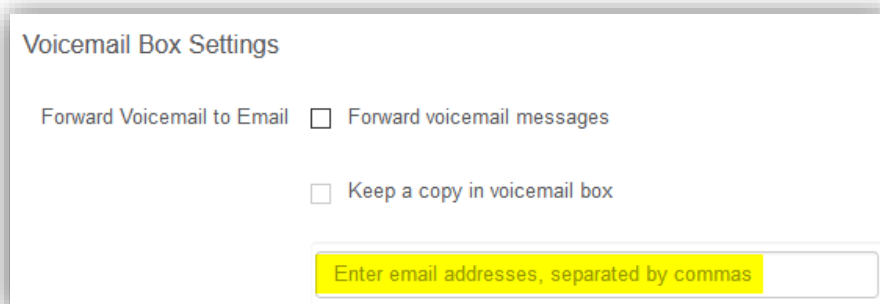 Voicemail Box Settings
Forward Voicemail to Email Forward voicemail messages
Keep a copy in voicemail box
Enter email addresses, separated by commas